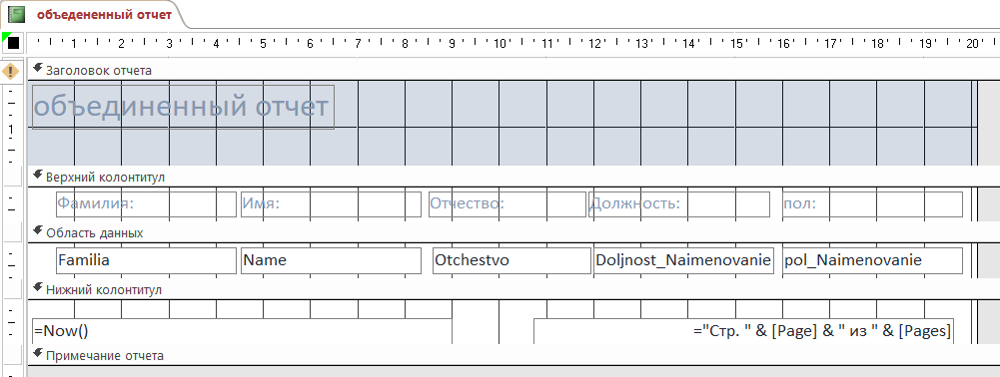 объедененный отчет
1 2 3 4 5 6 7 8 9 10 11 12 13 14 15 16 17 18 19 20
Заголовок отчета
объединенный отчет
1
Верхний колонтитул
Фамилия: Имя: Отчество: Должность: пол:
Область данных
Familia Name Otchestvo Doljnost_Naimenovanie pol_Naimenovanie
Нижний колонтитул
=Now() ="Стр. " & [Page] & " из " & [Pages]
Примечание отчета